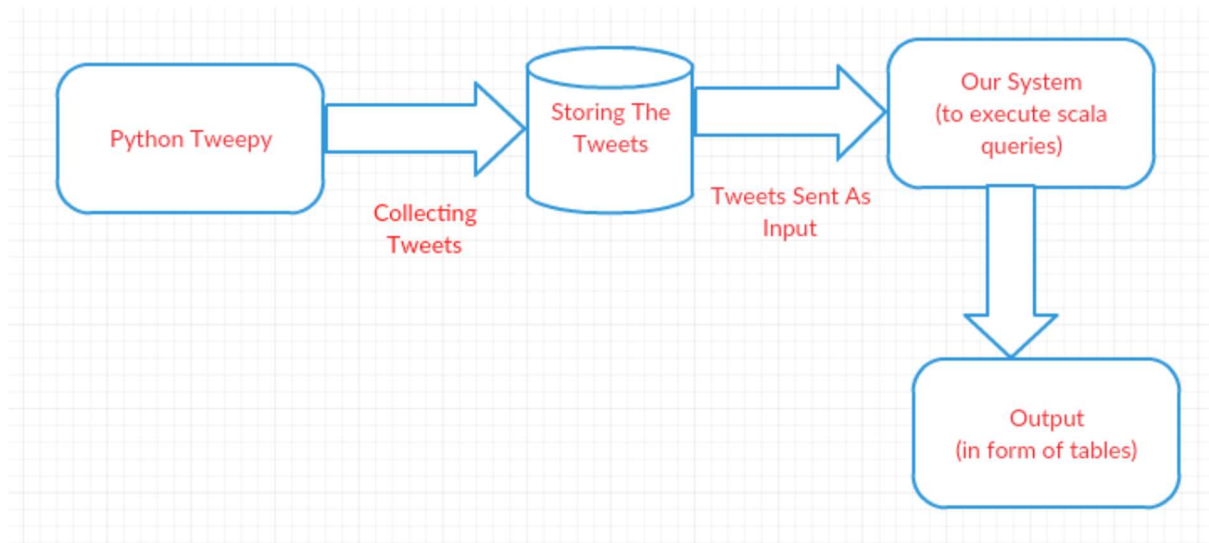 Python Tweepy
Collecting
Tweets
Storing The
Tweets
Tweets Sent As
Input
Our System
(to execute scala
queries)
Output
(in form of tables)